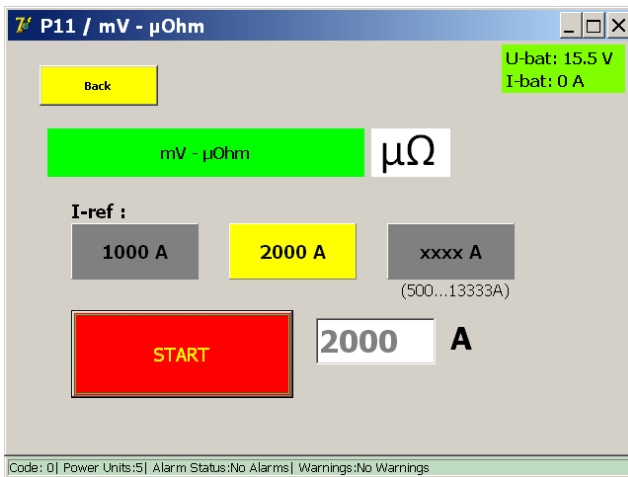 P11 / mV - µOhm
U-bat: 15.5 V
I-bat: 0 A
Back
mV - µOhm
µΩ
I-ref :
1000 A
2000 A
xxxx A
(500...13333A)
START
2000
A
Code: 0| Power Units:5| Alarm Status:No Alarms| Warnings:No Warnings